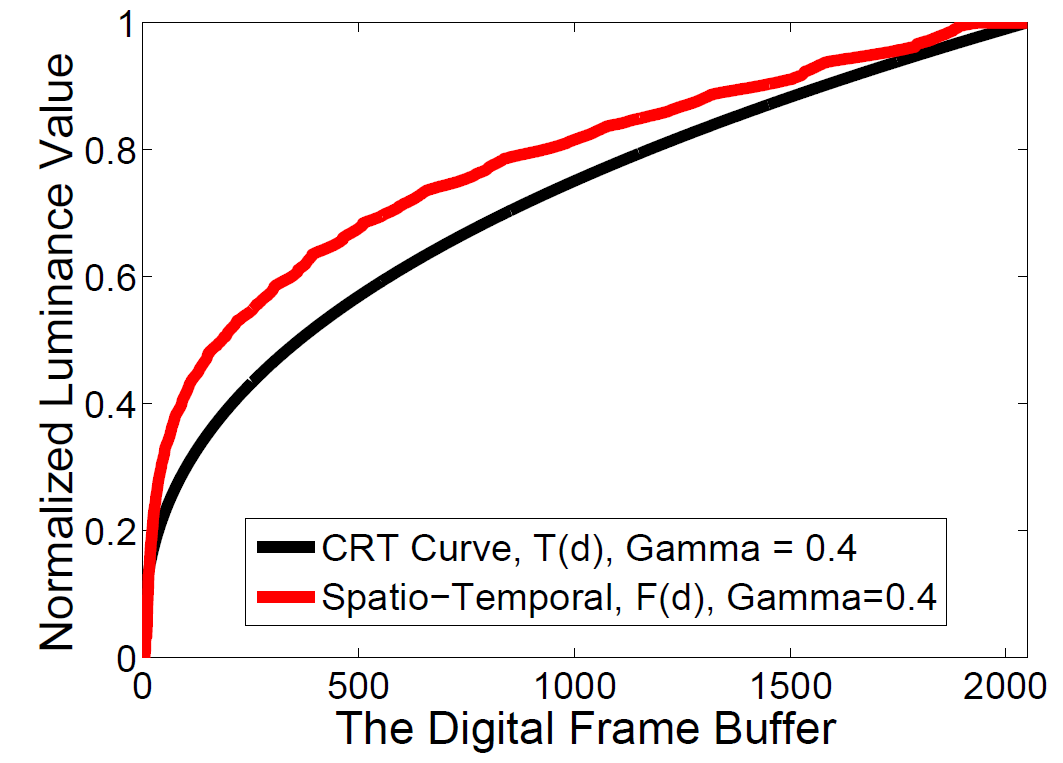 Normalized Luminance Value
1
0.8
0.6
0.4
0.2
0
CRT Curve, T(d), Gamma = 0.4
Spatio−Temporal, F(d), Gamma=0.4
0 500 1000 1500 2000
The Digital Frame Buffer